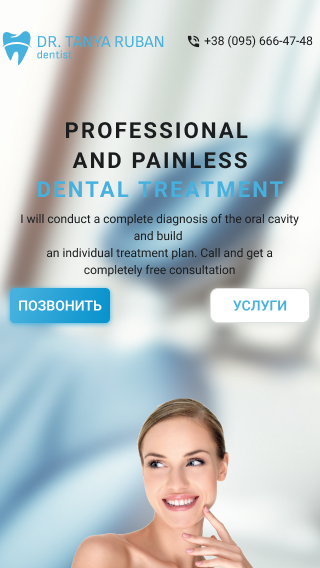 DR. TANYA RUBAN
dentist
+38 (095) 666-47-48
PROFESSIONAL
AND PAINLESS
DENTAL TREATMENT
I will conduct a complete diagnosis of the oral cavity
and build
an individual treatment plan. Call and get a
completely free consultation
ПОЗВОНИТЬ
УСЛУГИ